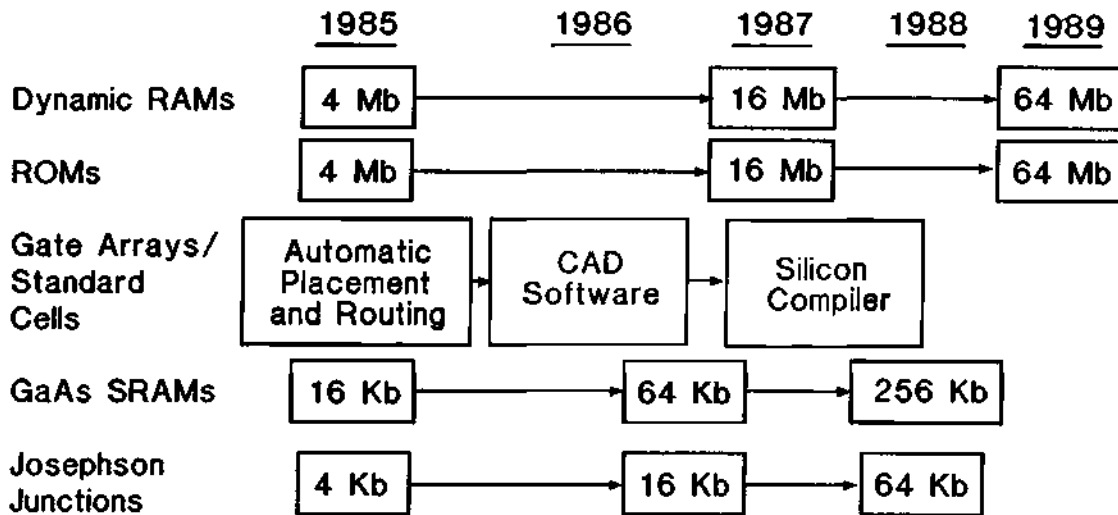 1985 1986 1987 1988 1989
Dynamic RAMs 4 Mb 16 Mb 64 Mb
ROMs 4 Mb 16 Mb 64 Mb
Gate Arrays/
Standard
Cells
Automatic
Placement
and Routing
CAD
Software
Silicon
Compiler
GaAs SRAMs 16 Kb 64 Kb 256 Kb
Josephson
Junctions
4 Kb 16 Kb 64 Kb